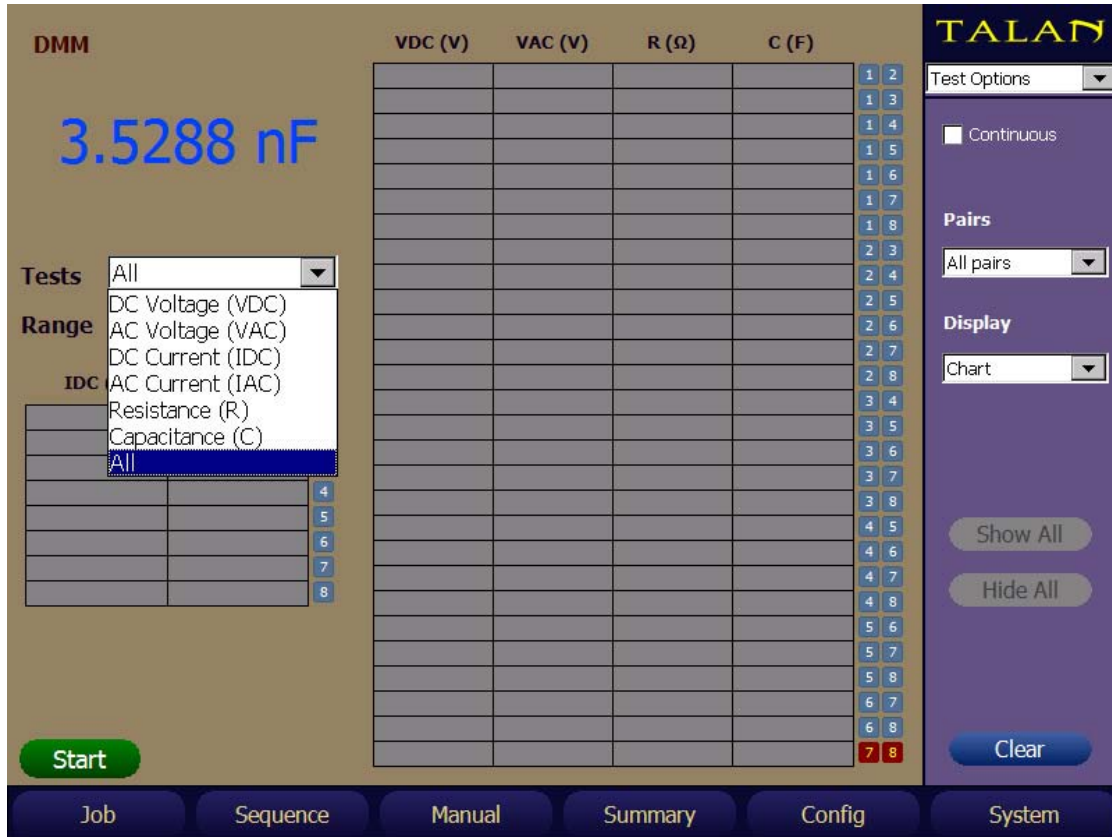 DMM
VDC (V) VAC (V) R (Ω) C (F)
TALAN
Test Options
3.5288 nF
Continuous
Tests All
DC Voltage (VDC)
AC Voltage (VAC)
DC Current (IDC)
AC Current (IAC)
Resistance (R)
Capacitance (C)
All
Range
IDC
4
5
6
7
8
1 2
1 3
1 4
1 5
1 6
1 7
1 8
2 3
2 4
2 5
2 6
2 7
2 8
3 4
3 5
3 6
3 7
3 8
4 5
4 6
4 7
4 8
5 6
5 7
5 8
6 7
6 8
7 8
Pairs
All pairs
Display
Chart
Show All
Hide All
Clear
Start
Job Sequence Manual Summary Config System